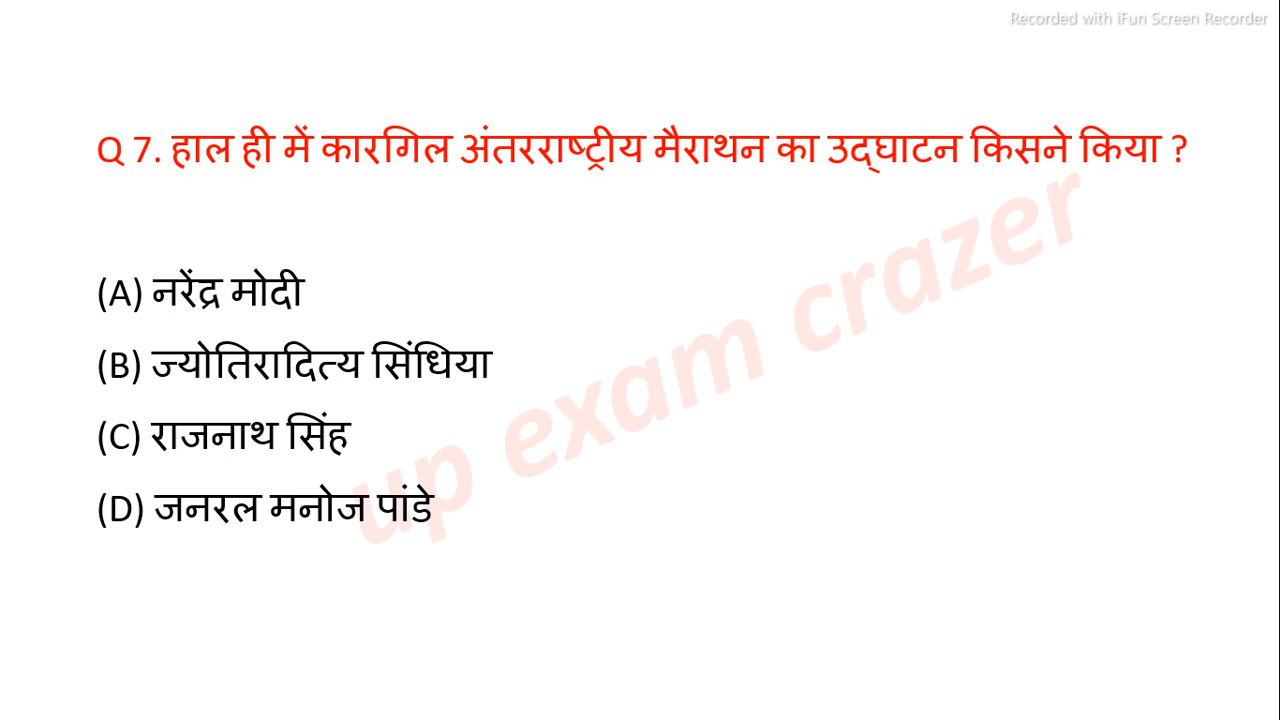 Recorded with iFun Screen Recorder
Q 7. हाल ही में कारगिल अंतरराष्ट्रीय मैराथन का उद्घाटन किसने किया ?
(A) नरेंद्र मोदी
(B) ज्योतिरादित्य सिंधिया
(C) राजनाथ सिंह
(D) जनरल मनोज पांडे
up exam crazer